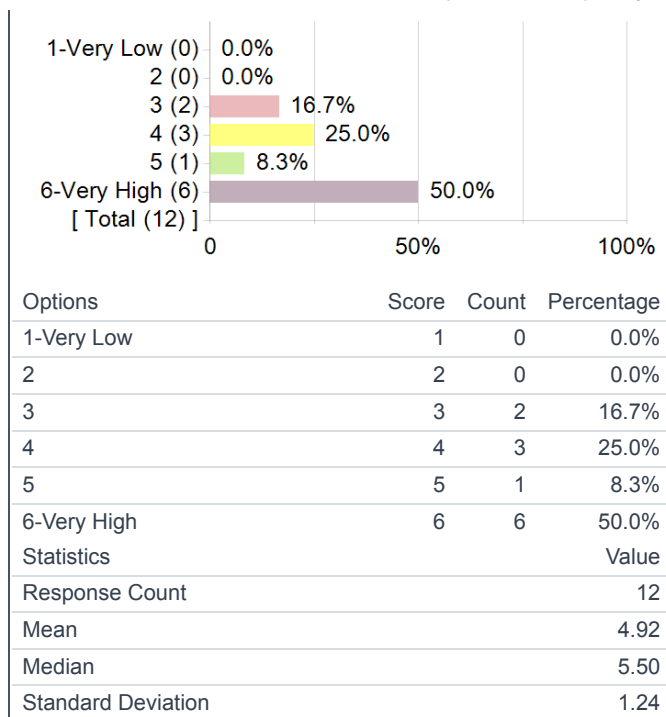 1-Very Low (0) 0.0%
2 (0) 0.0%
3 (2) 16.7%
4 (3) 25.0%
5 (1) 8.3%
6-Very High (6) 50.0%
[ Total (12) ]
0 50% 100%
Options Score Count Percentage
1-Very Low 1 0 0.0%
2 2 0 0.0%
3 3 2 16.7%
4 4 3 25.0%
5 5 1 8.3%
6-Very High 6 6 50.0%
Statistics Value
Response Count 12
Mean 4.92
Median 5.50
Standard Deviation 1.24